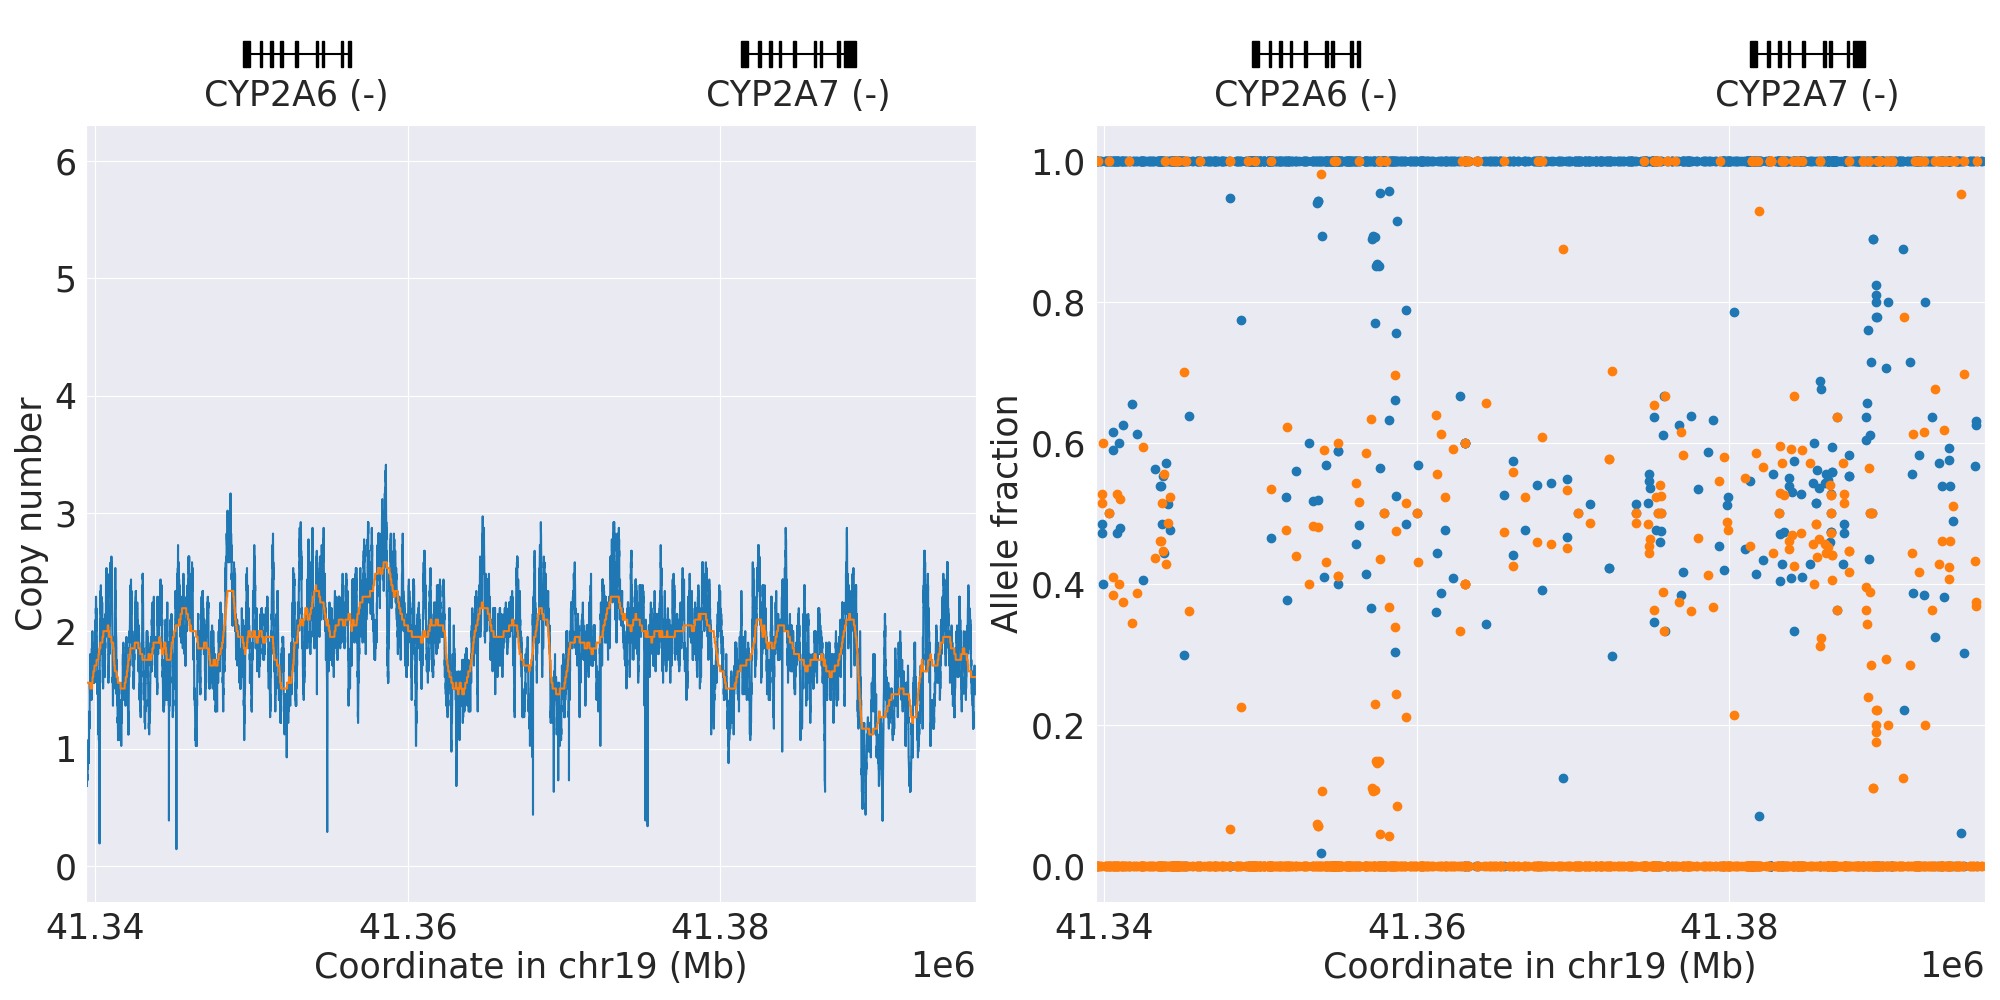 CYP2A6 (-)
CYP2A7 (-)
Copy number
6
5
4
3
2
1
0
41.34
41.36
41.38
Coordinate in chr19 (Mb)
1e6
CYP2A6 (-)
CYP2A7 (-)
Allele fraction
1.0
0.8
0.6
0.4
0.2
0.0
41.34
41.36
41.38
Coordinate in chr19 (Mb)
1e6